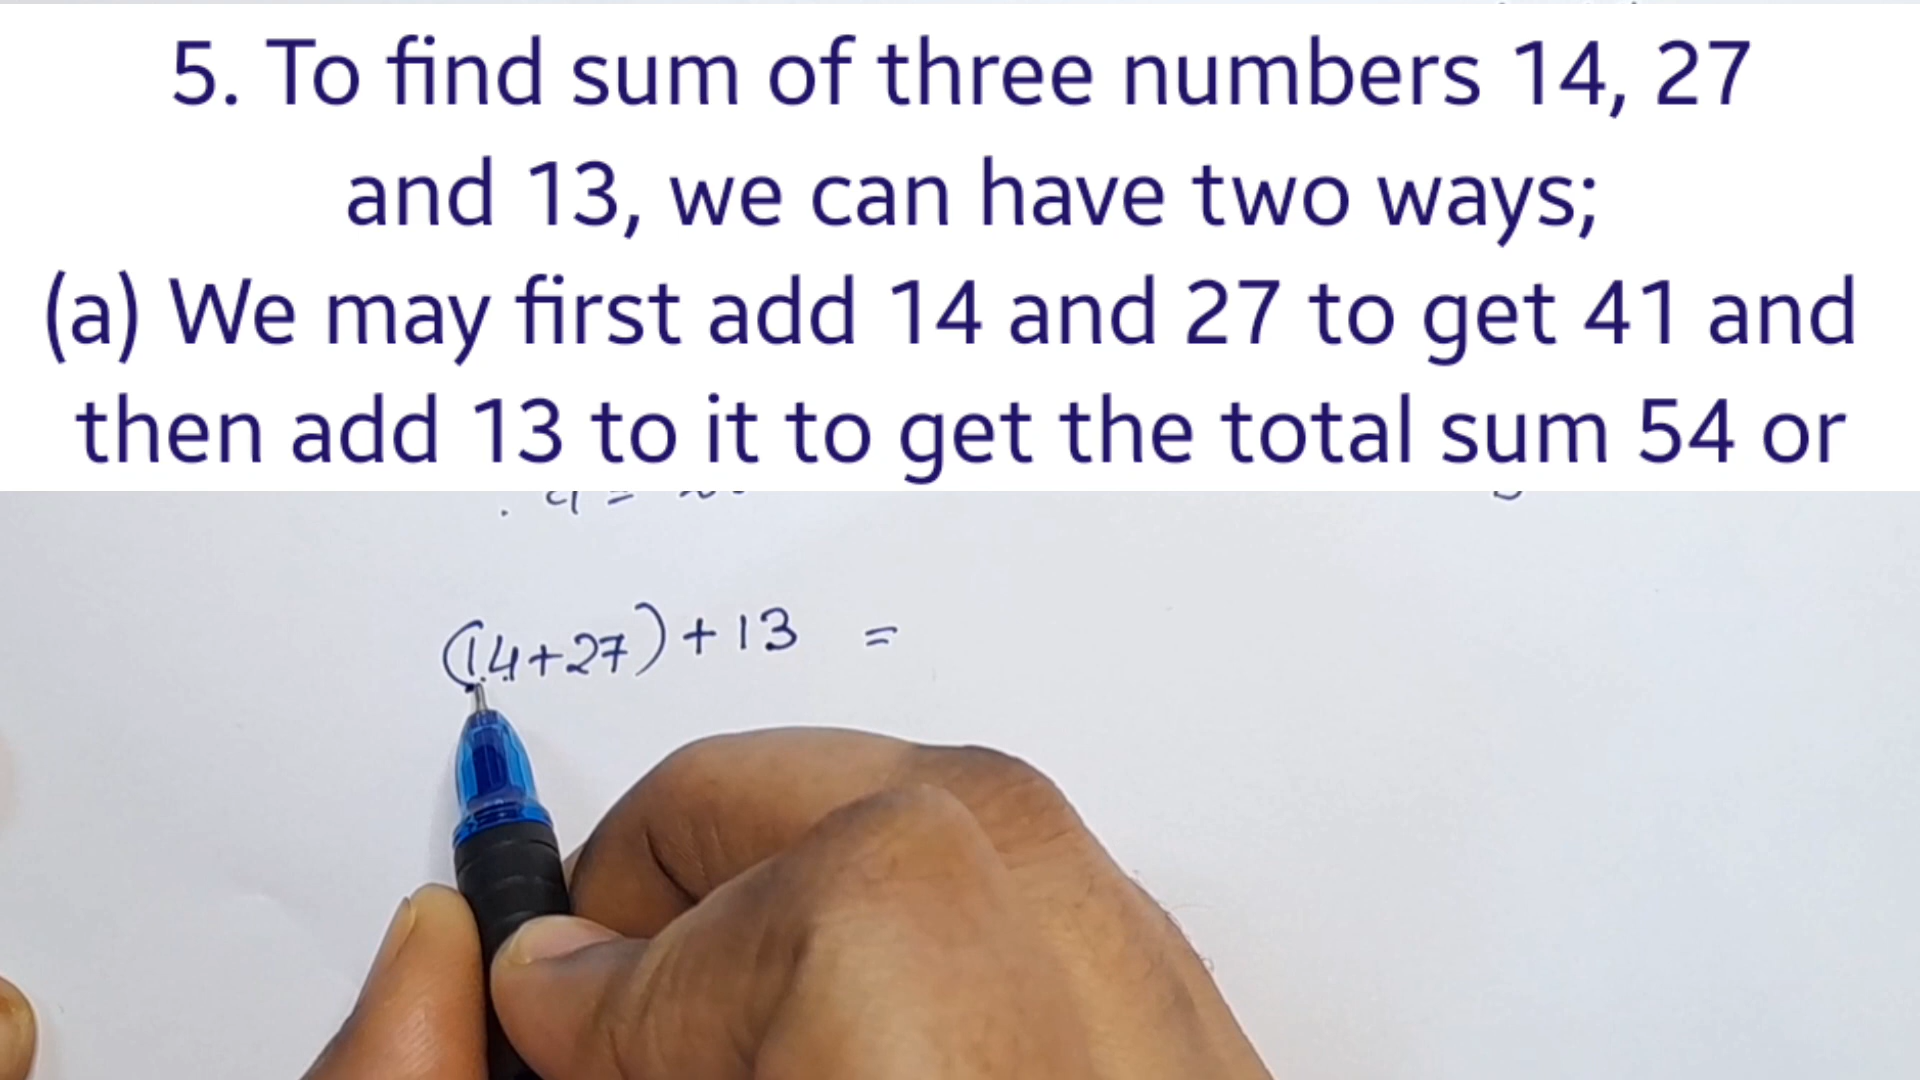 5. To find sum of three numbers 14, 27
and 13, we can have two ways;
(a) We may first add 14 and 27 to get 41 and
then add 13 to it to get the total sum 54 or
(14+27) + 13 =